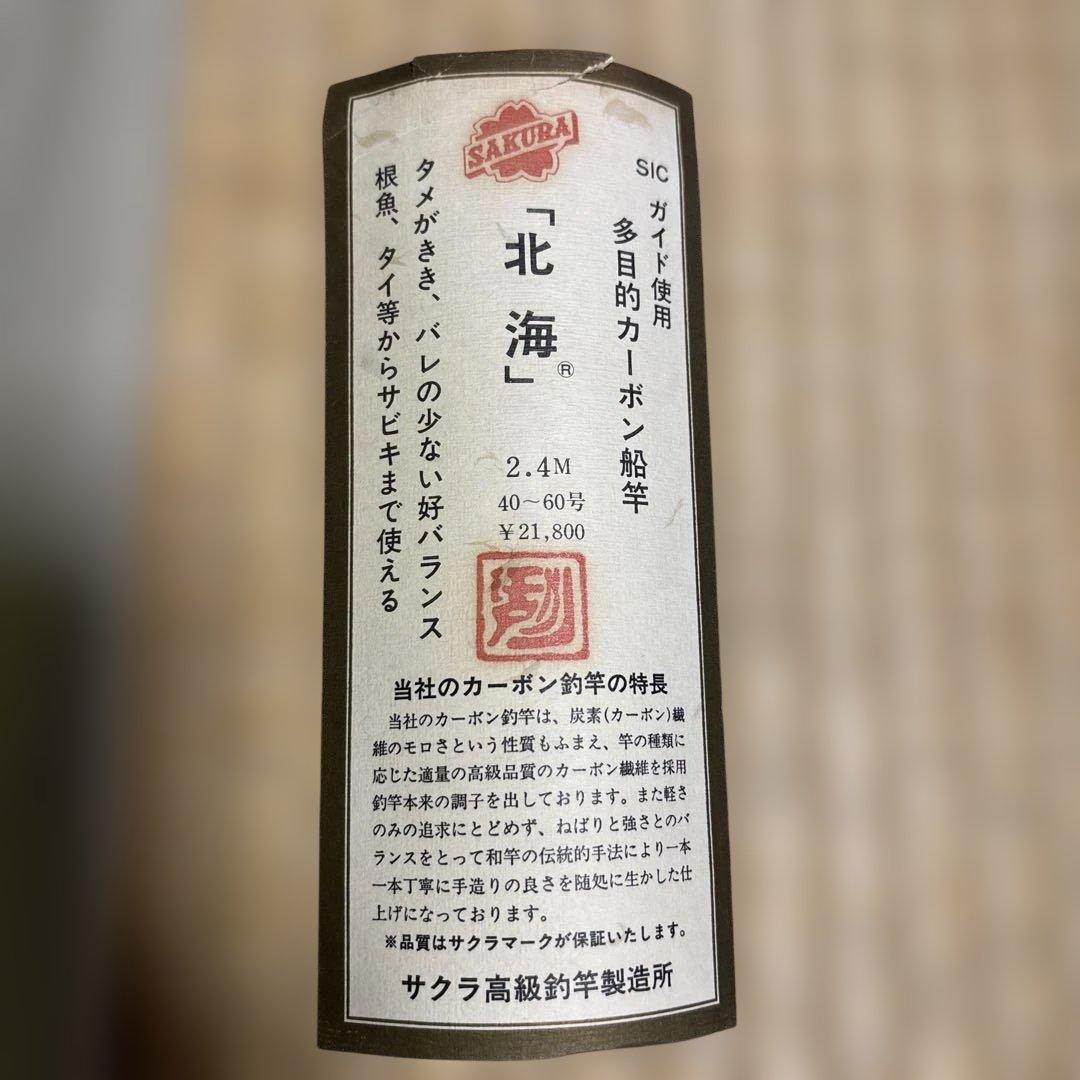 SAKURA
SIC ガイド使用
多目的カーボン船竿
「北海」®
2.4M
40～60号
¥21,800
タメがきき、バレの少ない好バランス
根魚、タイ等からサビキまで使える
当社のカーボン釣竿の特長
当社のカーボン釣竿は、炭素(カーボン)繊
維のモロさという性質もふまえ、竿の種類に
応じた適量の高級品質のカーボン繊維を採用
釣竿本来の調子を出しております。また軽さ
のみの追求にとどめず、ねばりと強さとのバ
ランスをとって和竿の伝統的手法により一本
一本丁寧に手造りの良さを随処に生かした仕
上げになっております。
※品質はサクラマークが保証いたします。
サクラ高級釣竿製造所